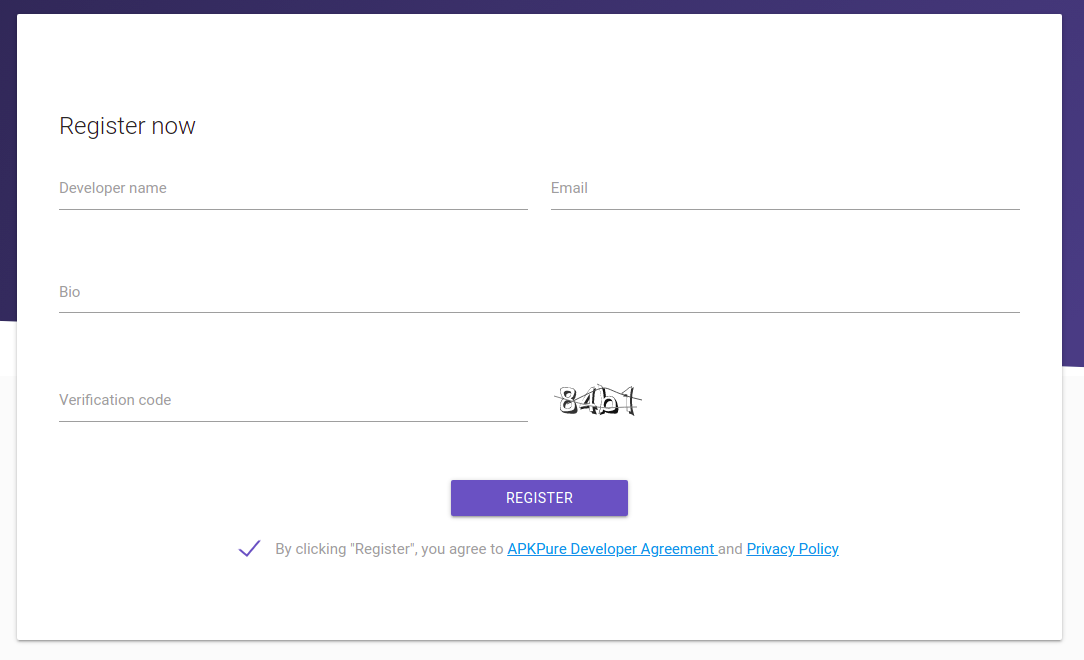 Register now
Developer name
Email
Bio
Verification code
84b1
REGISTER
By clicking "Register", you agree to APKPure Developer Agreement and Privacy Policy